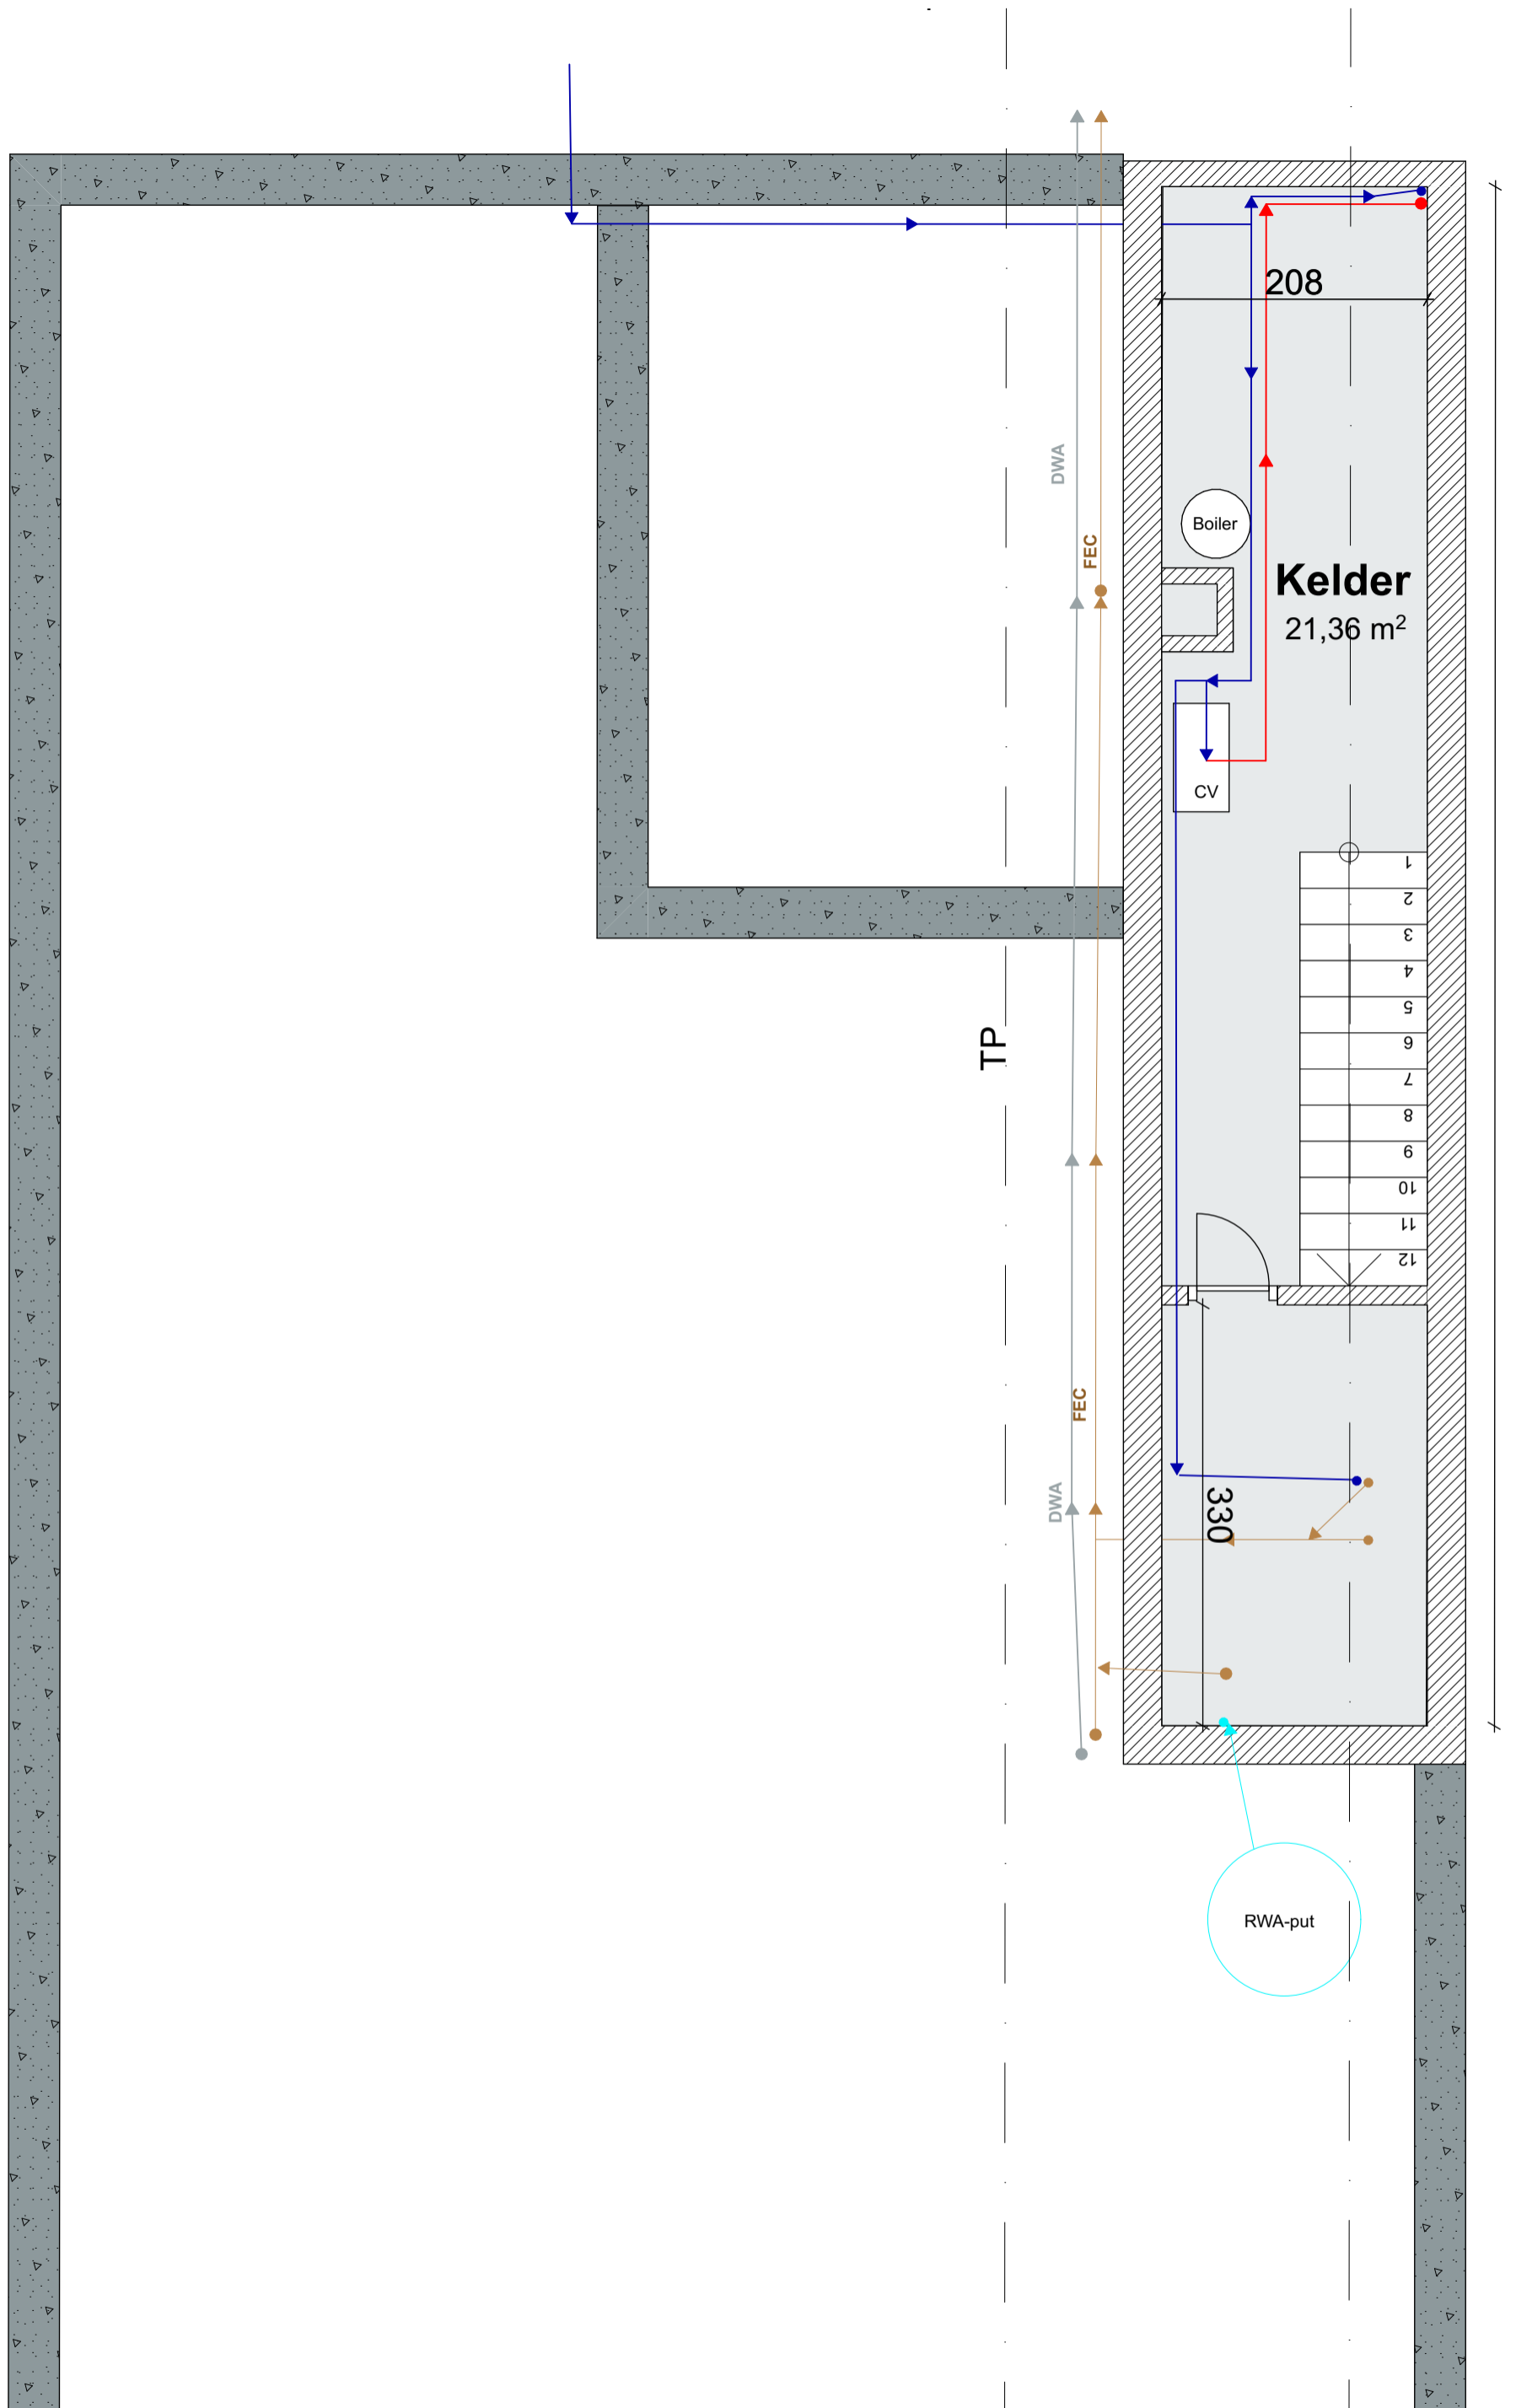 208
DWA
Boiler
FEC
Kelder
21,36 m²
CV
1
2
3
4
5
6
7
8
9
10
11
12
TP
FEC
DWA
330
RWA-put